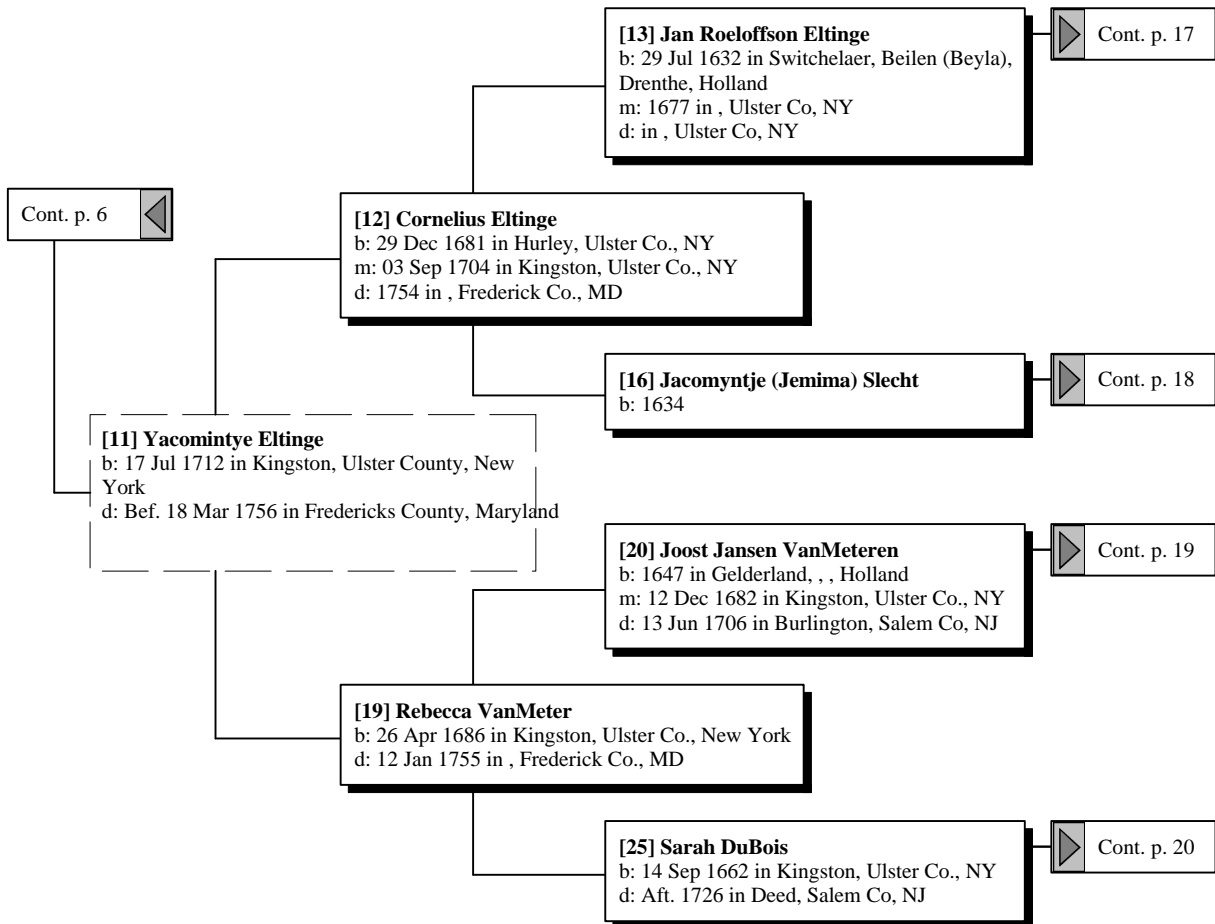 [13] Jan Roeloffson Eltinge
b: 29 Jul 1632 in Switchelaer, Beilen (Beyla),
Drenthe, Holland
m: 1677 in , Ulster Co, NY
d: in , Ulster Co, NY
Cont. p. 17
Cont. p. 6
[12] Cornelius Eltinge
b: 29 Dec 1681 in Hurley, Ulster Co., NY
m: 03 Sep 1704 in Kingston, Ulster Co., NY
d: 1754 in , Frederick Co., MD
[16] Jacomyntje (Jemima) Slecht
b: 1634
Cont. p. 18
[11] Yacomintye Eltinge
b: 17 Jul 1712 in Kingston, Ulster County, New
York
d: Bef. 18 Mar 1756 in Fredericks County, Maryland
[20] Joost Jansen VanMeteren
b: 1647 in Gelderland, , , Holland
m: 12 Dec 1682 in Kingston, Ulster Co., NY
d: 13 Jun 1706 in Burlington, Salem Co, NJ
Cont. p. 19
[19] Rebecca VanMeter
b: 26 Apr 1686 in Kingston, Ulster Co., New York
d: 12 Jan 1755 in , Frederick Co., MD
[25] Sarah DuBois
b: 14 Sep 1662 in Kingston, Ulster Co., NY
d: Aft. 1726 in Deed, Salem Co, NJ
Cont. p. 20